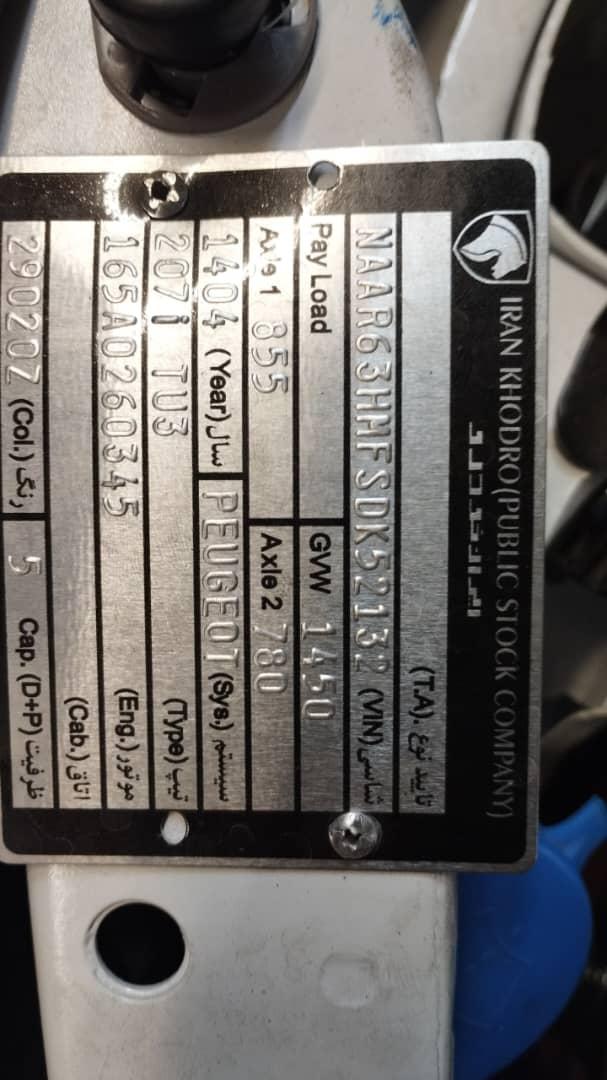 IRAN KHODRO(PUBLIC STOCK COMPANY)
ایران خودرو
(T.A). تایید نوع
NAAR63HMFSDK52132 (VIN) شاسی
Pay Load GVW 1450
Axle 1 855 Axle 2 780
1404 (Year) سال PEUGEOT (Sys.) سیستم
207i TU3 (Type) تیپ
165A0260345 (Eng.) موتور
(Cab.) اتاق
29020Z (Col.) رنگ 5 Cap. (D+P) ظرفیت